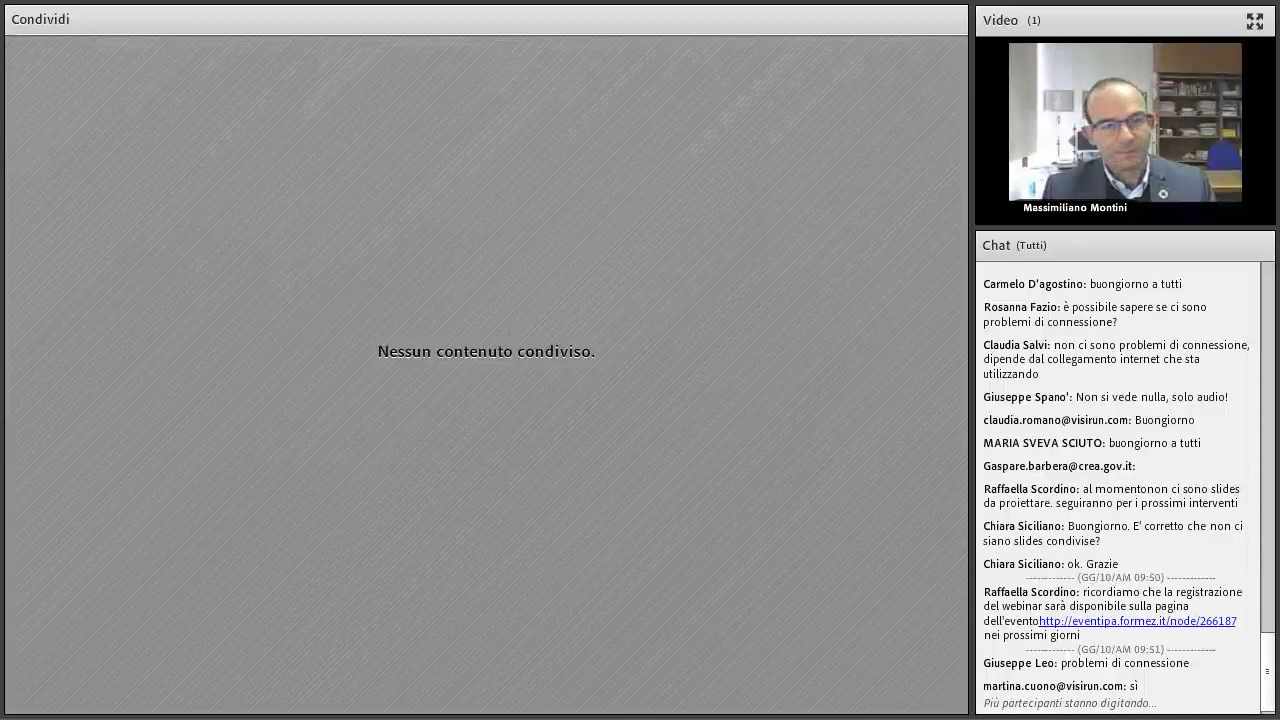 Condividi
Nessun contenuto condiviso.
Video (1)
Massimiliano Montini
Chat (Tutti)
Carmelo D'agostino: buongiorno a tutti
Rosanna Fazio: è possibile sapere se ci sono
problemi di connessione?
Claudia Salvi: non ci sono problemi di connessione,
dipende dal collegamento internet che sta
utilizzando
Giuseppe Spano': Non si vede nulla, solo audio!
claudia.romano@visirun.com: Buongiorno
MARIA SVEVA SCIUTO: buongiorno a tutti
Gaspare.barbera@crea.gov.it:
Raffaella Scordino: al momentonon ci sono slides
da proiettare. seguiranno per i prossimi interventi
Chiara Siciliano: Buongiorno. E' corretto che non ci
siano slides condivise?
Chiara Siciliano: ok. Grazie
------------- (GG/10/AM 09:50) -------------
Raffaella Scordino: ricordiamo che la registrazione
del webinar sarà disponibile sulla pagina
dell'eventohttp://eventipa.formez.it/node/266187
nei prossimi giorni
------------- (GG/10/AM 09:51) -------------
Giuseppe Leo: problemi di connessione
martina.cuono@visirun.com: sì
Più partecipanti stanno digitando...